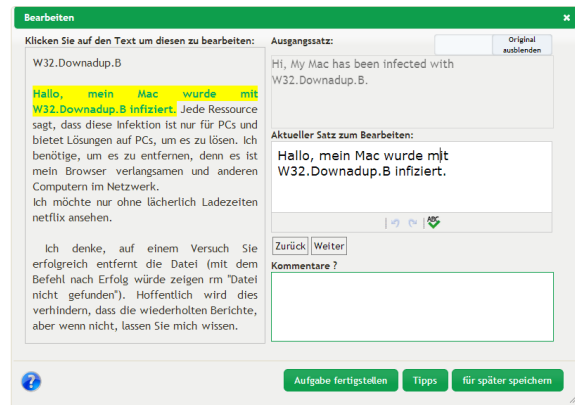 Bearbeiten
Klicken Sie auf den Text um diesen zu bearbeiten:
W32.Downadup.B
Hallo, mein Mac wurde mit
W32.Downadup.B infiziert. Jede Ressource
sagt, dass diese Infektion ist nur für PCs und
bietet Lösungen auf PCs, um es zu lösen. Ich
benötige, um es zu entfernen, denn es ist
mein Browser verlangsamen und anderen
Computern im Netzwerk.
Ich möchte nur ohne lächerlich Ladezeiten
netflix ansehen.
Ich denke, auf einem Versuch Sie
erfolgreich entfernt die Datei (mit dem
Befehl nach Erfolg würde zeigen rm "Datei
nicht gefunden"). Hoffentlich wird dies
verhindern, dass die wiederholten Berichte,
aber wenn nicht, lassen Sie mich wissen.
Ausgangssatz:
Original
ausblenden
Hi, My Mac has been infected with
W32.Downadup.B.
Aktueller Satz zum Bearbeiten:
Hallo, mein Mac wurde mit
W32.Downadup.B infiziert.
ABC
Zurück Weiter
Kommentare ?
Aufgabe fertigstellen Tipps für später speichern